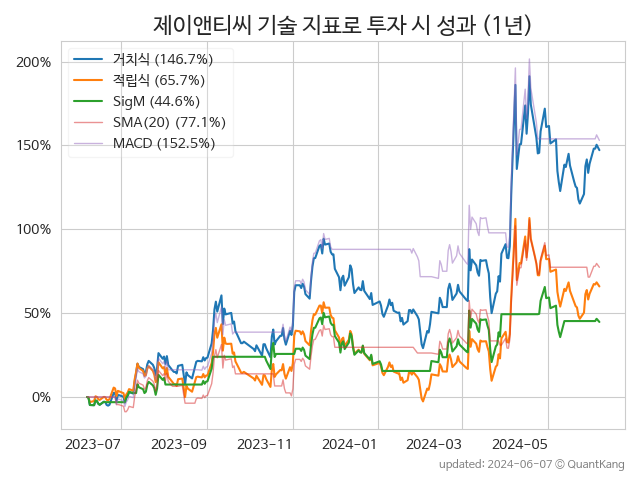 제이앤티씨 기술 지표로 투자 시 성과 (1년)
거치식 (146.7%)
적립식 (65.7%)
SigM (44.6%)
SMA(20) (77.1%)
MACD (152.5%)
200%
150%
100%
50%
0%
2023-07 2023-09 2023-11 2024-01 2024-03 2024-05
updated: 2024-06-07 © QuantKang